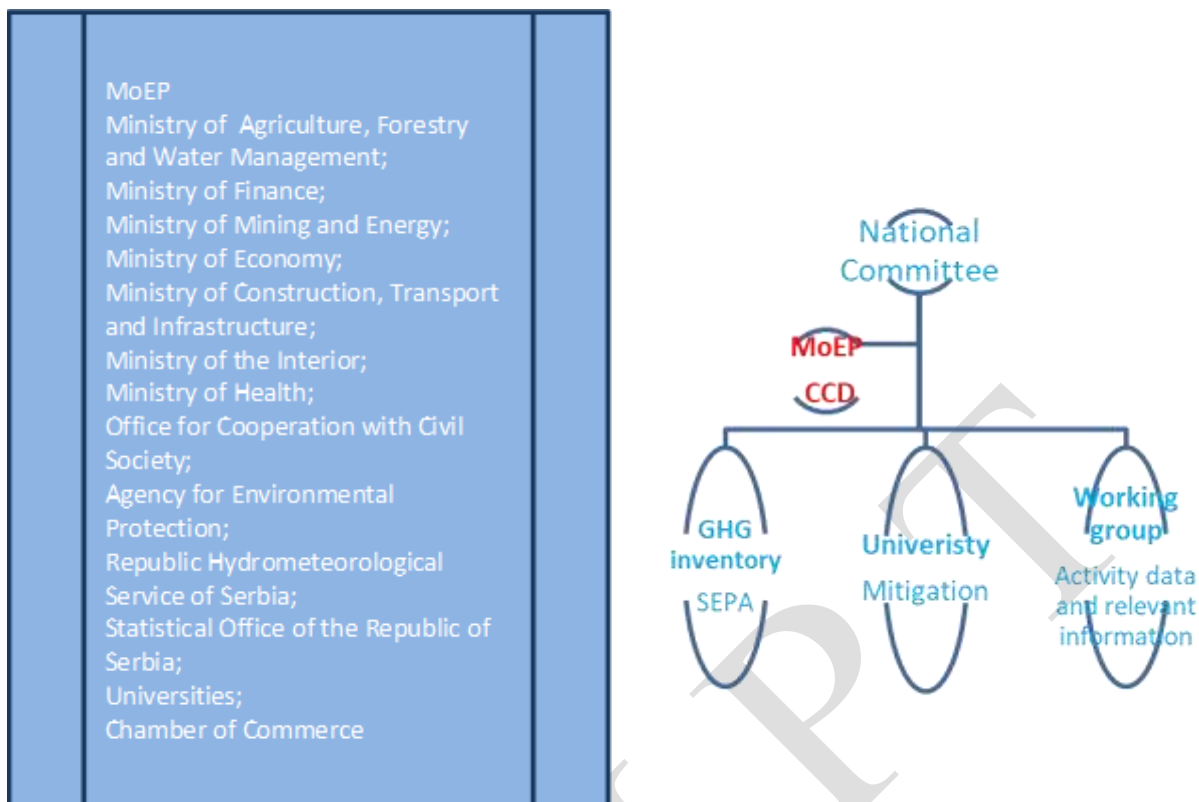 MoEP
Ministry of Agriculture, Forestry
and Water Management;
Ministry of Finance;
Ministry of Mining and Energy;
Ministry of Economy;
Ministry of Construction, Transport
and Infrastructure;
Ministry of the Interior;
Ministry of Health;
Office for Cooperation with Civil
Society;
Agency for Environmental
Protection;
Republic Hydrometeorological
Service of Serbia;
Statistical Office of the Republic of
Serbia;
Universities;
Chamber of Commerce
National
Committee
MoEP
CCD
GHG
inventory
SEPA
Univeristy
Mitigation
Working
group
Activity data
and relevant
information
P T